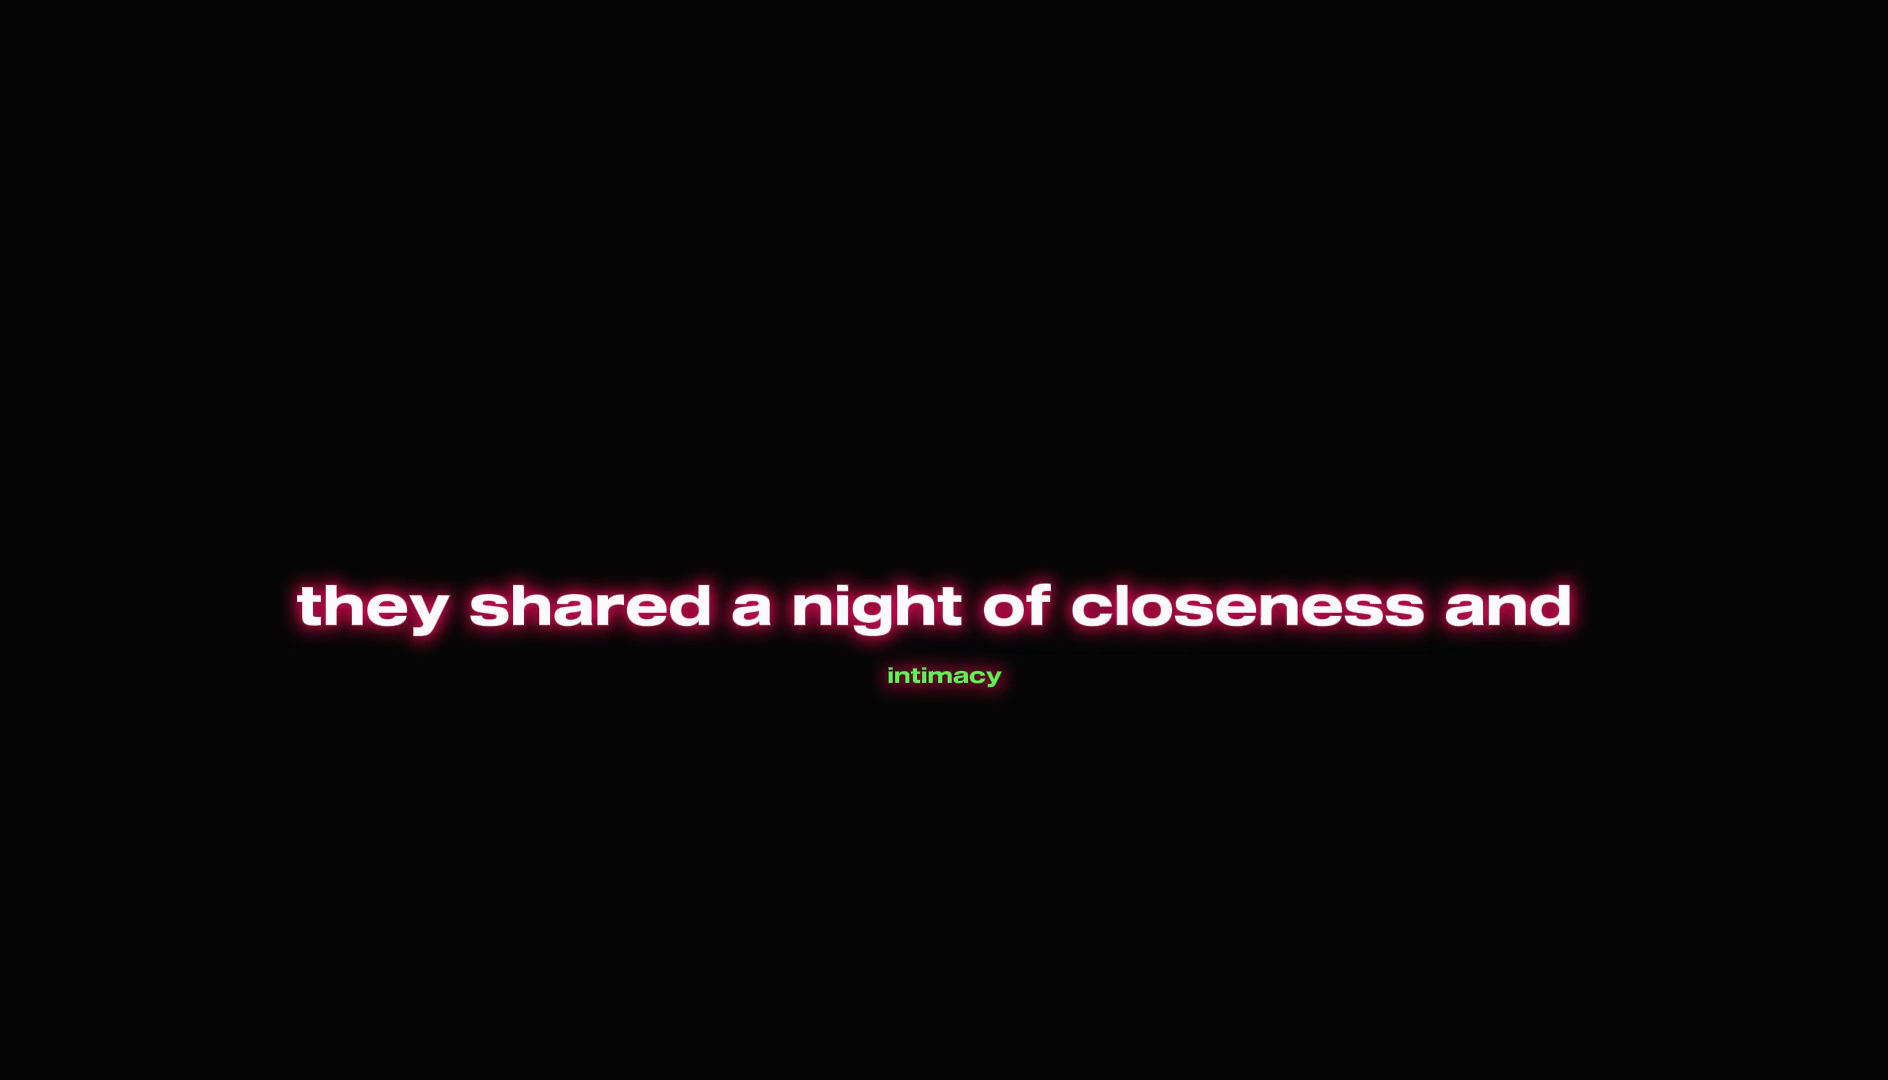 they shared a night of closeness and
intimacy